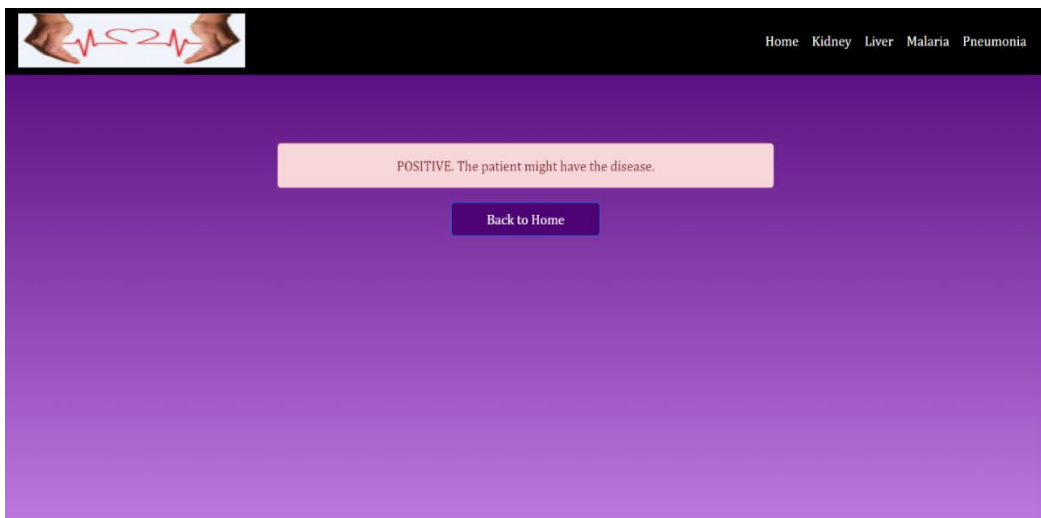 Home Kidney Liver Malaria Pneumonia
POSITIVE. The patient might have the disease.
Back to Home